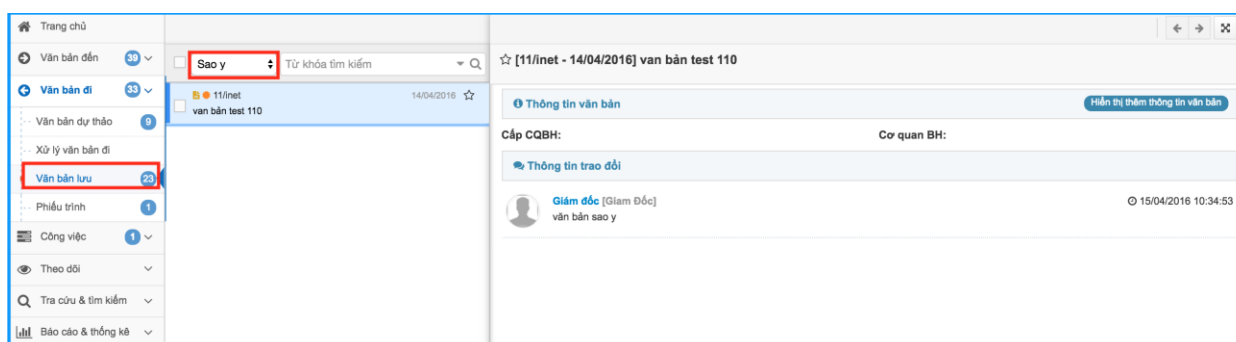 Trang chủ
Văn bản đến 39
Văn bản đi 33
Văn bản dự thảo 9
Xử lý văn bản đi
Văn bản lưu 23
Phiếu trình 1
Công việc 1
Theo dõi
Tra cứu & tìm kiếm
Báo cáo & thống kê
Sao y Từ khóa tìm kiếm
11/inet 14/04/2016
van bàn test 110
[11/inet - 14/04/2016] van bàn test 110
Thông tin văn bản Hiển thị thêm thông tin văn bản
Cấp CQBH: Cơ quan BH:
Thông tin trao đổi
Giám đốc [Giam Đốc] 15/04/2016 10:34:53
văn bản sao y